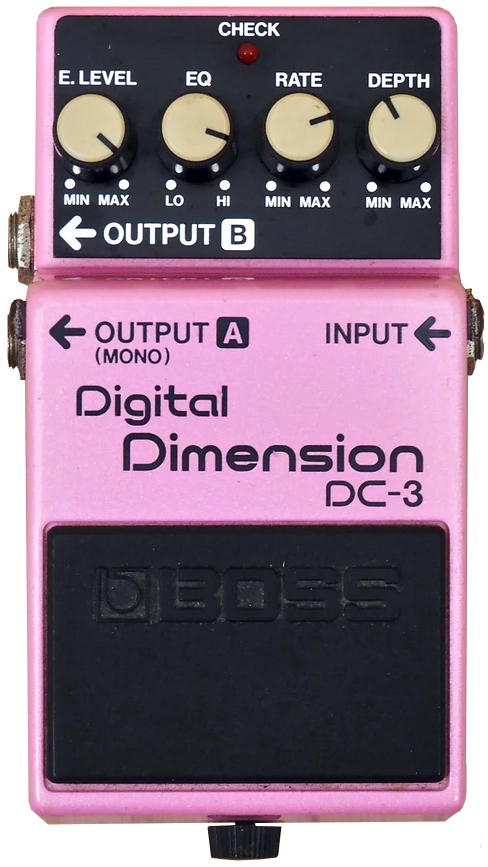 CHECK
E. LEVEL EQ RATE DEPTH
MIN MAX LO HI MIN MAX MIN MAX
OUTPUT B
OUTPUT A INPUT
(MONO)
Digital
Dimension
DC-3
BOSS